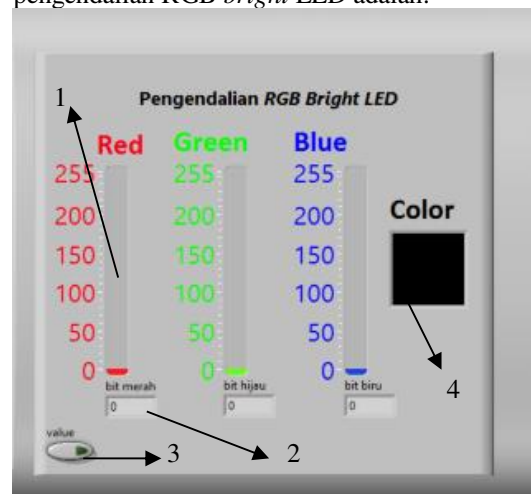 pengendalian RGB bright LED adalah:
Pengendalian RGB Bright LED
1
Red Green Blue
255 255 255
200 200 200
150 150 150
100 100 100
50 50 50
0 0 0
Color
bit merah bit hijau bit biru
0 0 0
value
3 2 4